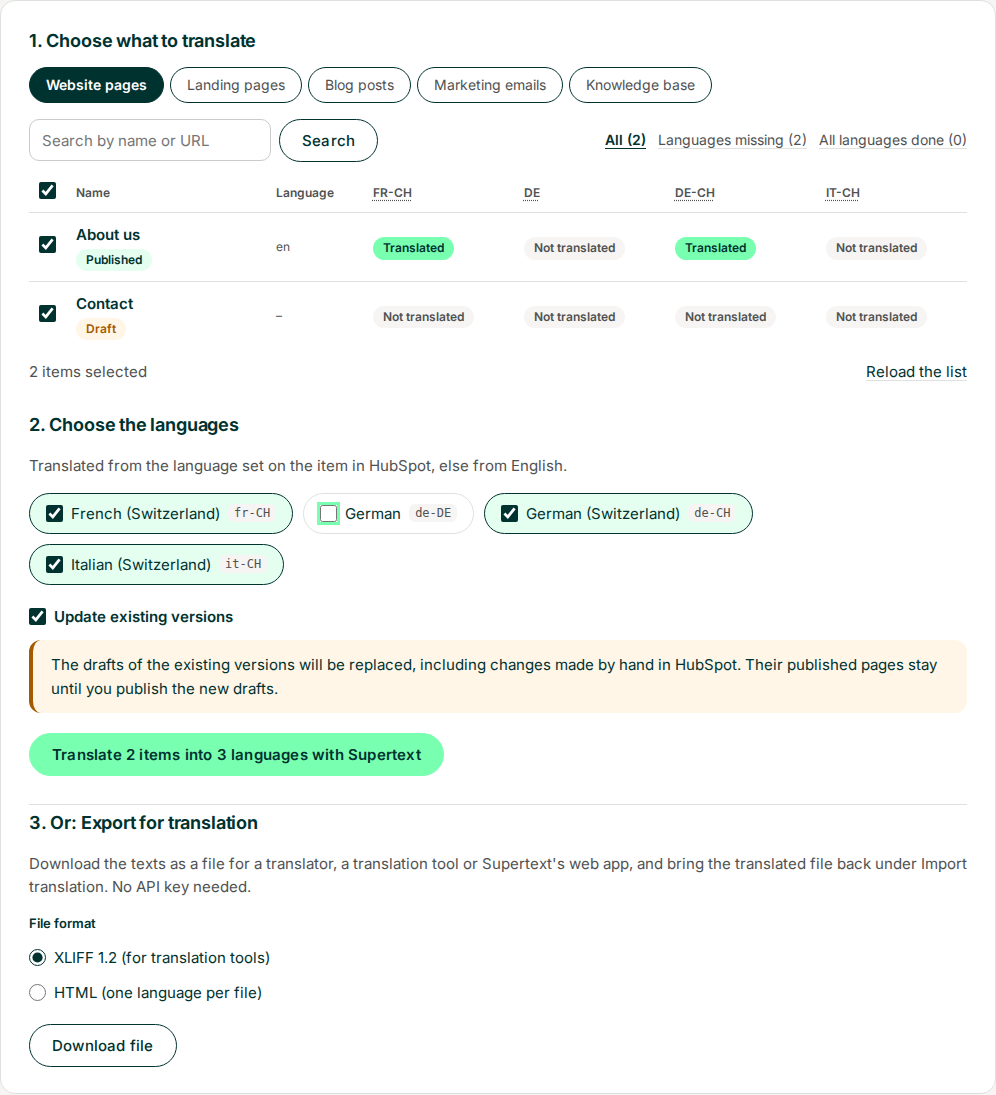 1. Choose what to translate
Website pages
Landing pages
Blog posts
Marketing emails
Knowledge base
Search by name or URL
Search
All (2)
Languages missing (2)
All languages done (0)
Name Language FR-CH DE DE-CH IT-CH
About us
Published
en
Translated
Not translated
Translated
Not translated
Contact
Draft
–
Not translated
Not translated
Not translated
Not translated
2 items selected
Reload the list
2. Choose the languages
Translated from the language set on the item in HubSpot, else from English.
French (Switzerland) fr-CH
German de-DE
German (Switzerland) de-CH
Italian (Switzerland) it-CH
Update existing versions
The drafts of the existing versions will be replaced, including changes made by hand in HubSpot. Their published pages stay
until you publish the new drafts.
Translate 2 items into 3 languages with Supertext
3. Or: Export for translation
Download the texts as a file for a translator, a translation tool or Supertext's web app, and bring the translated file back under Import
translation. No API key needed.
File format
XLIFF 1.2 (for translation tools)
HTML (one language per file)
Download file